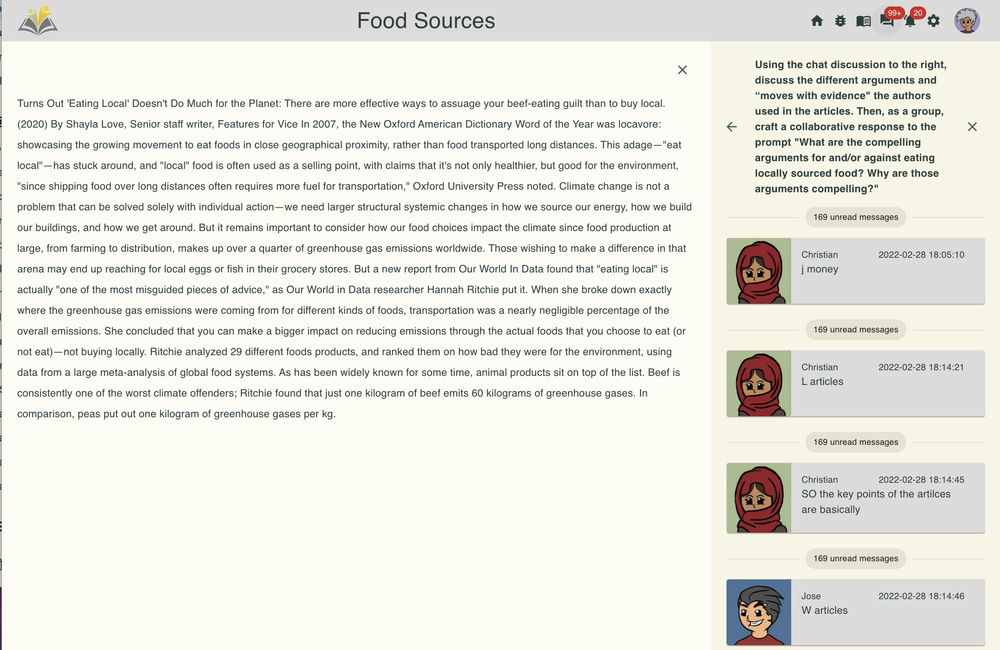 Food Sources
99+
20
Turns Out 'Eating Local' Doesn't Do Much for the Planet: There are more effective ways to assuage your beef-eating guilt than to buy local.
(2020) By Shayla Love, Senior staff writer, Features for Vice In 2007, the New Oxford American Dictionary Word of the Year was locavore:
showcasing the growing movement to eat foods in close geographical proximity, rather than food transported long distances. This adage—"eat
local"—has stuck around, and "local" food is often used as a selling point, with claims that it's not only healthier, but good for the environment,
"since shipping food over long distances often requires more fuel for transportation," Oxford University Press noted. Climate change is not a
problem that can be solved solely with individual action—we need larger structural systemic changes in how we source our energy, how we build
our buildings, and how we get around. But it remains important to consider how our food choices impact the climate since food production at
large, from farming to distribution, makes up over a quarter of greenhouse gas emissions worldwide. Those wishing to make a difference in that
arena may end up reaching for local eggs or fish in their grocery stores. But a new report from Our World In Data found that "eating local" is
actually "one of the most misguided pieces of advice," as Our World in Data researcher Hannah Ritchie put it. When she broke down exactly
where the greenhouse gas emissions were coming from for different kinds of foods, transportation was a nearly negligible percentage of the
overall emissions. She concluded that you can make a bigger impact on reducing emissions through the actual foods that you choose to eat (or
not eat)—not buying locally. Ritchie analyzed 29 different foods products, and ranked them on how bad they were for the environment, using
data from a large meta-analysis of global food systems. As has been widely known for some time, animal products sit on top of the list. Beef is
consistently one of the worst climate offenders; Ritchie found that just one kilogram of beef emits 60 kilograms of greenhouse gases. In
comparison, peas put out one kilogram of greenhouse gases per kg.
Using the chat discussion to the right,
discuss the different arguments and
“moves with evidence" the authors
used in the articles. Then, as a group,
craft a collaborative response to the
prompt "What are the compelling
arguments for and/or against eating
locally sourced food? Why are those
arguments compelling?"
169 unread messages
Christian 2022-02-28 18:05:10
j money
169 unread messages
Christian 2022-02-28 18:14:21
L articles
169 unread messages
Christian 2022-02-28 18:14:45
SO the key points of the artilces
are basically
169 unread messages
Jose 2022-02-28 18:14:46
W articles